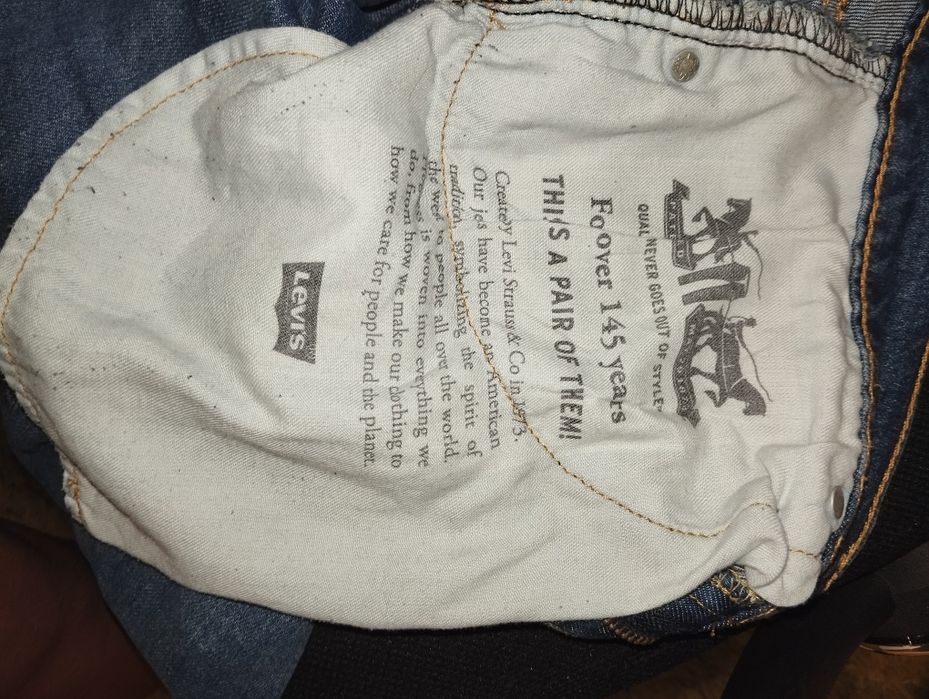 QUAL NEVER GOES OUT OF STYLE™
Fo over 145 years
THIS A PAIR OF THEM!
Created by Levi Strauss & Co in 1873.
Our jes have become an American
tradition, symbolizing the spirit of
the west to people all over the world.
is woven into everything we
do, from how we make our clothing to
how we care for people and the planet.
Levi's